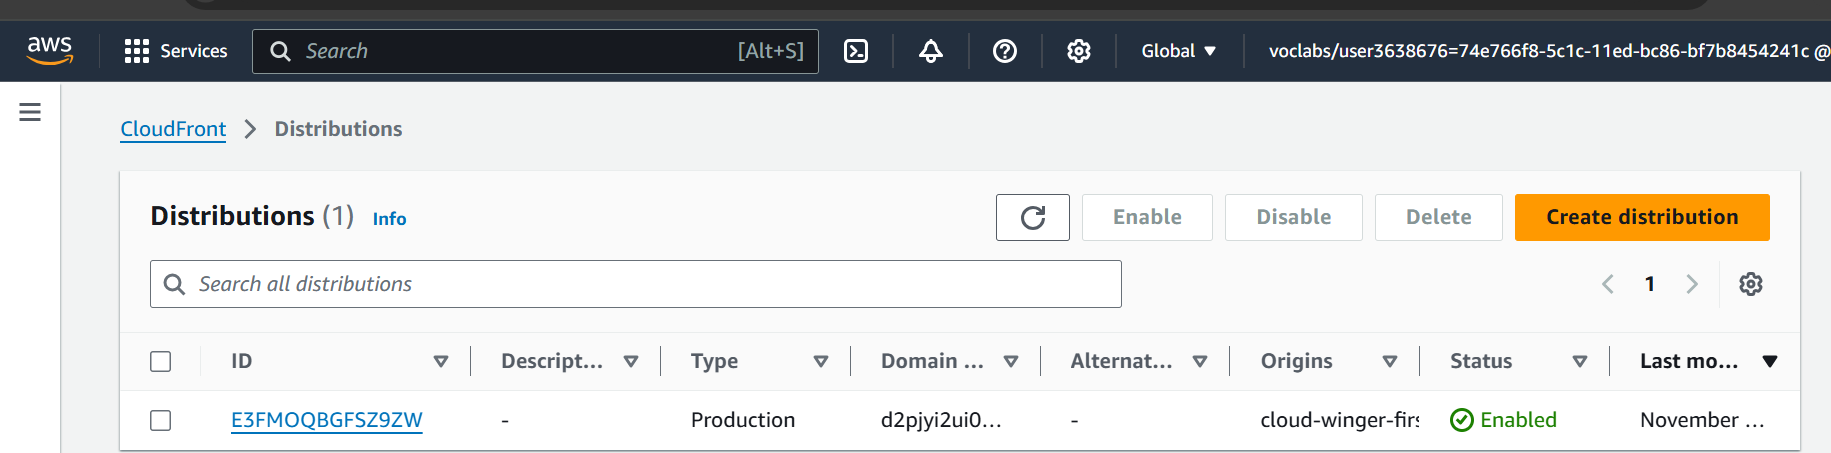 aws Services Search [Alt+S] Global voclabs/user3638676=74e766f8-5c1c-11ed-bc86-bf7b8454241c @
CloudFront > Distributions
Distributions (1) Info Enable Disable Delete Create distribution
Search all distributions 1
ID Descript... Type Domain ... Alternat... Origins Status Last mo...
E3FMOQBGFSZ9ZW - Production d2pjyi2ui0... - cloud-winger-firs Enabled November ...